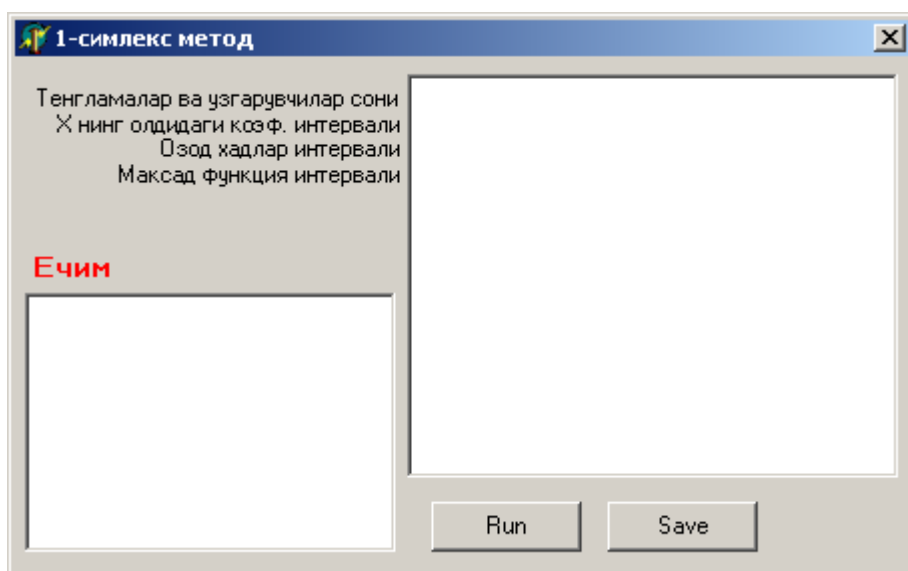 1-симлекс метод
Тенгламалар ва узгарувчилар сони
Х нинг олдидаги коэф. интервали
Озод хадлар интервали
Максад функция интервали
Ечим
Run
Save